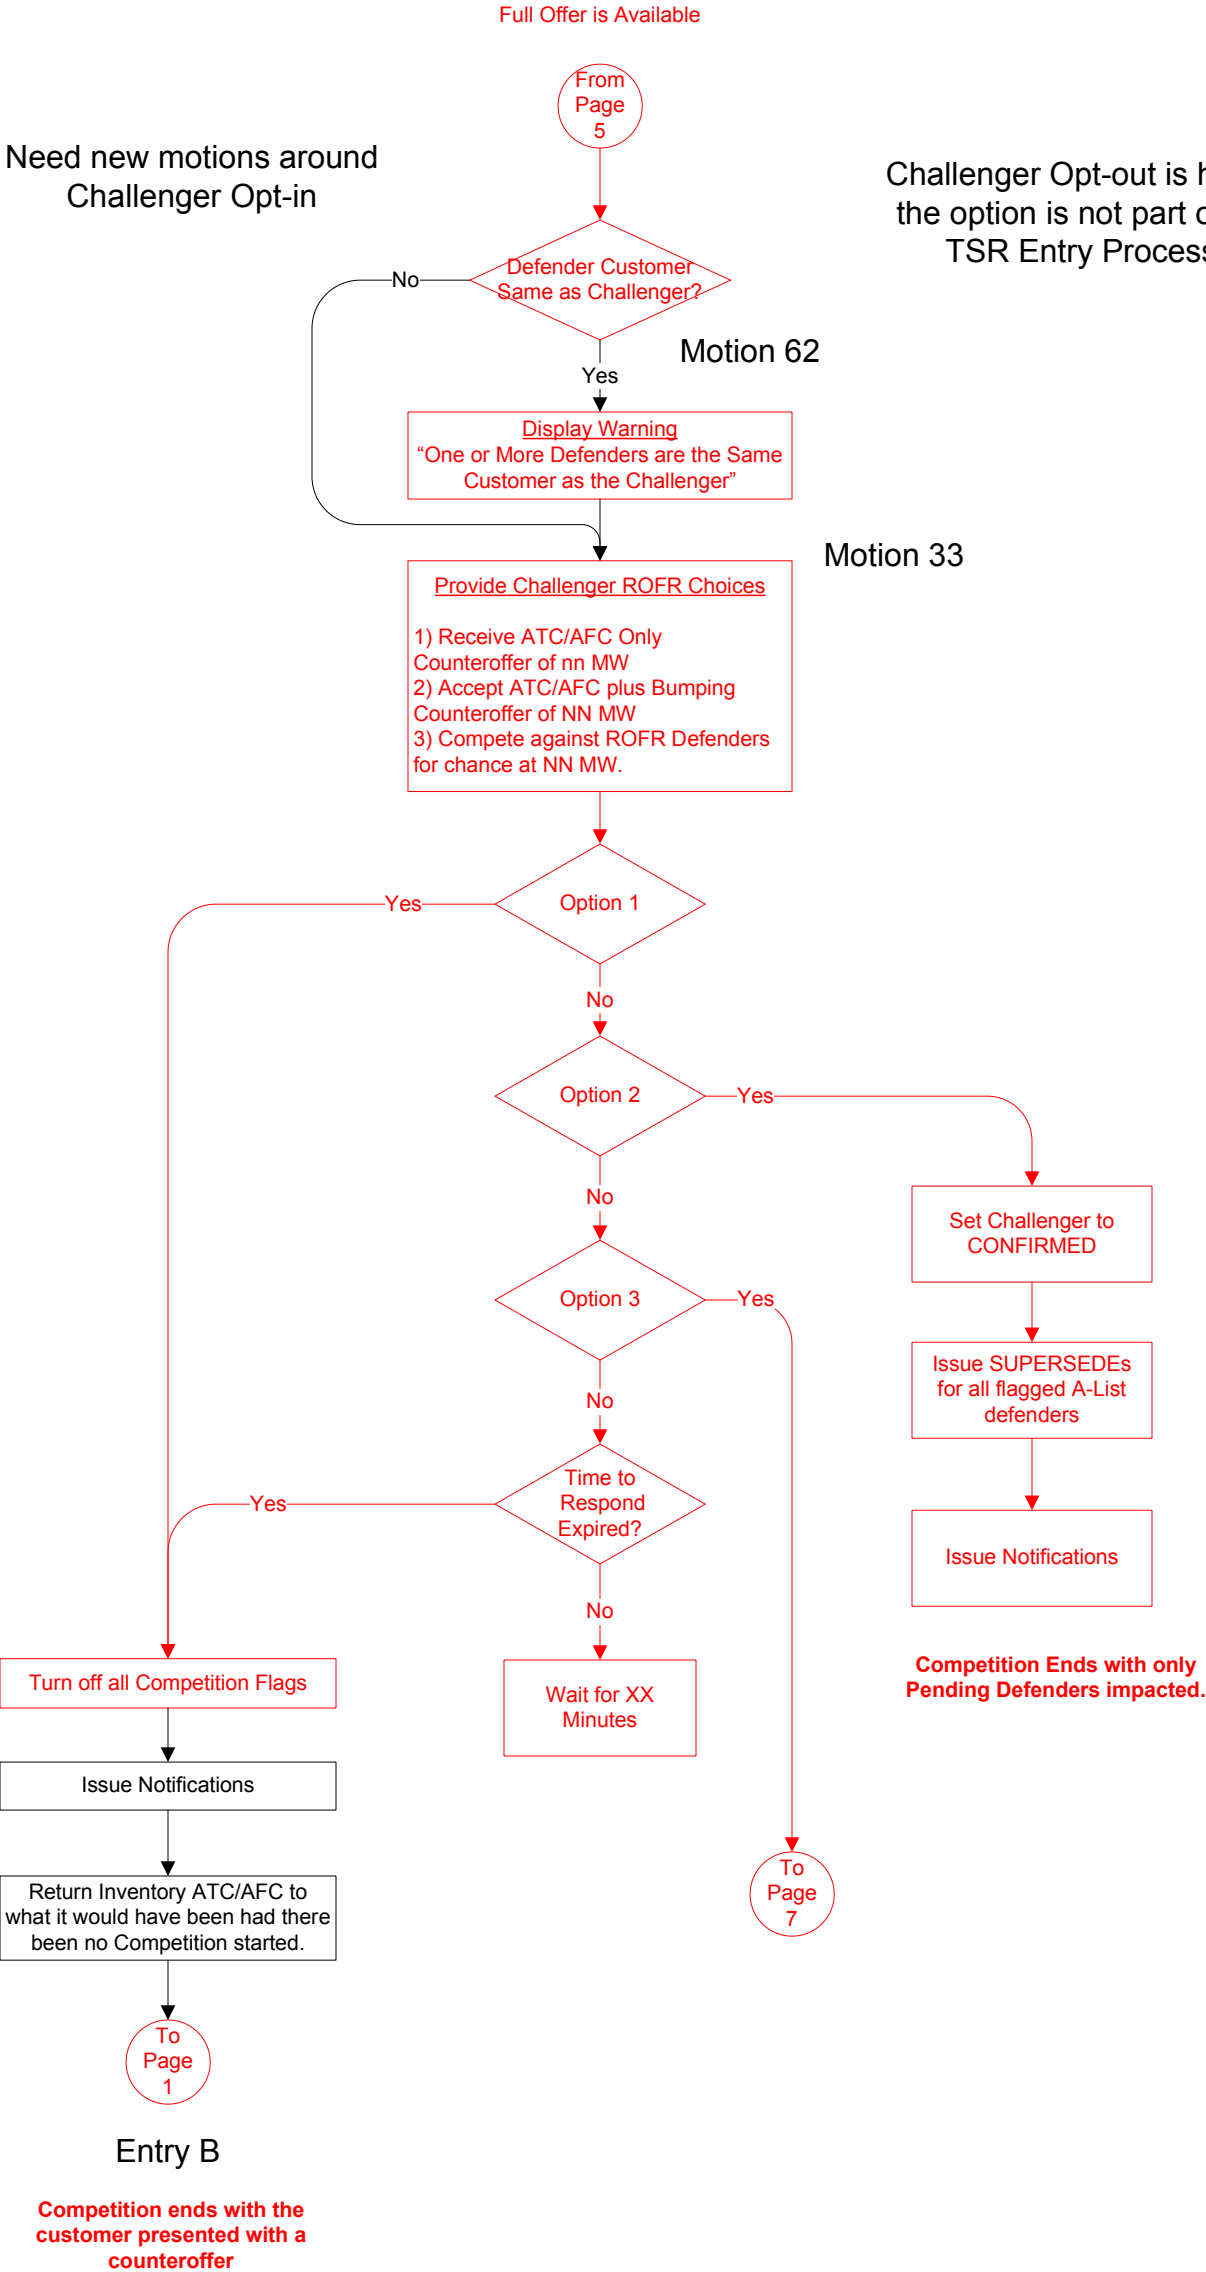 Full Offer is Available
From
Page
5
Need new motions around
Challenger Opt-in
Challenger Opt-out is
the option is not part
TSR Entry Process
Defender Customer
Same as Challenger?
No
Motion 62
Yes
Display Warning
“One or More Defenders are the Same
Customer as the Challenger”
Motion 33
Provide Challenger ROFR Choices
1) Receive ATC/AFC Only
Counteroffer of nn MW
2) Accept ATC/AFC plus Bumping
Counteroffer of NN MW
3) Compete against ROFR Defenders
for chance at NN MW.
Option 1
Yes
No
Option 2
Yes
No
Set Challenger to
CONFIRMED
Option 3
Yes
No
Issue SUPERSEDEs
for all flagged A-List
defenders
Time to
Respond
Expired?
Yes
No
Issue Notifications
Competition Ends with only
Pending Defenders impacted.
Turn off all Competition Flags
Wait for XX
Minutes
Issue Notifications
Return Inventory ATC/AFC to
what it would have been had there
been no Competition started.
To
Page
7
To
Page
1
Entry B
Competition ends with the
customer presented with a
counteroffer